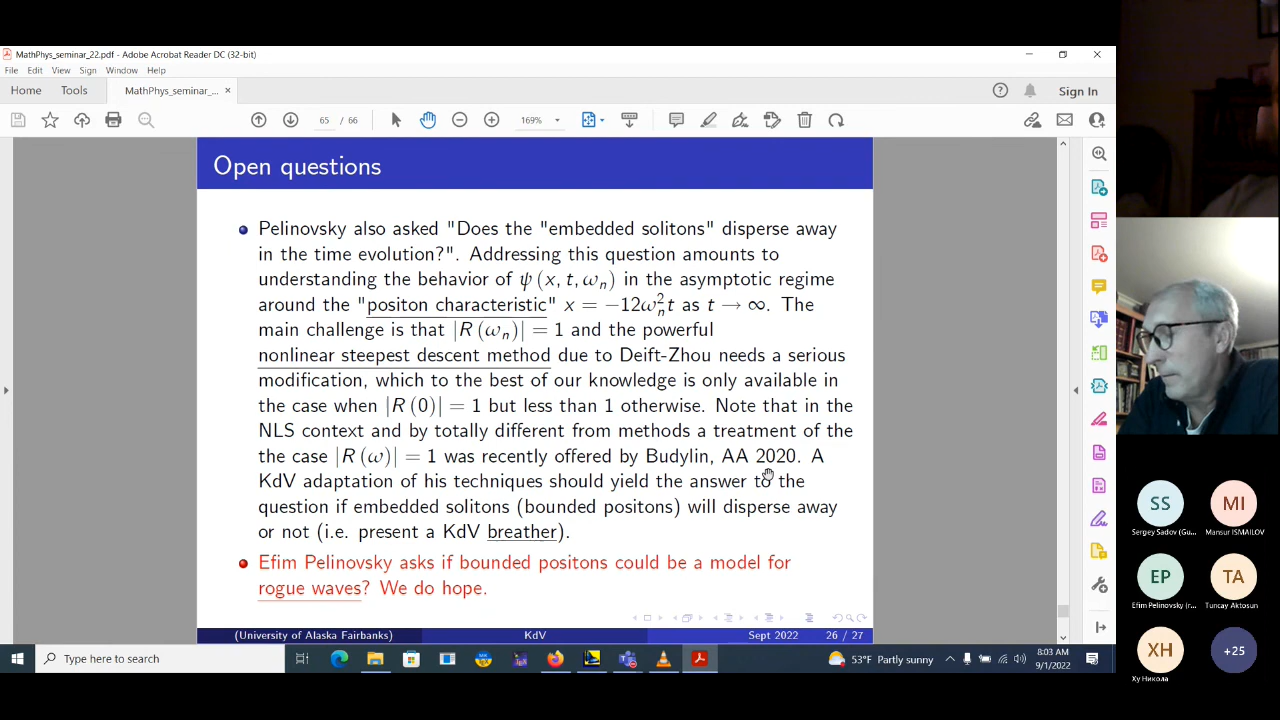 MathPhys_seminar_22.pdf - Adobe Acrobat Reader DC (32-bit)
File Edit View Sign Window Help
Home Tools MathPhys_seminar_... × Sign In
65 / 66 169%
Open questions
Pelinovsky also asked "Does the "embedded solitons" disperse away
in the time evolution?". Addressing this question amounts to
understanding the behavior of ψ (x, t, ωₙ) in the asymptotic regime
around the "positon characteristic" x = −12ωₙ²t as t → ∞. The
main challenge is that |R (ωₙ)| = 1 and the powerful
nonlinear steepest descent method due to Deift-Zhou needs a serious
modification, which to the best of our knowledge is only available in
the case when |R (0)| = 1 but less than 1 otherwise. Note that in the
NLS context and by totally different from methods a treatment of the
the case |R (ω)| = 1 was recently offered by Budylin, AA 2020. A
KdV adaptation of his techniques should yield the answer to the
question if embedded solitons (bounded positons) will disperse away
or not (i.e. present a KdV breather).
Efim Pelinovsky asks if bounded positons could be a model for
rogue waves? We do hope.
(University of Alaska Fairbanks) KdV Sept 2022 26 / 27
Type here to search
53°F Partly sunny
8:03 AM
9/1/2022
SS MI
Sergey Sadov (Gu... Mansur ISMAILOV
EP TA
Efim Pelinovsky (r... Tuncay Aktosun
XH +25
Xy Никола